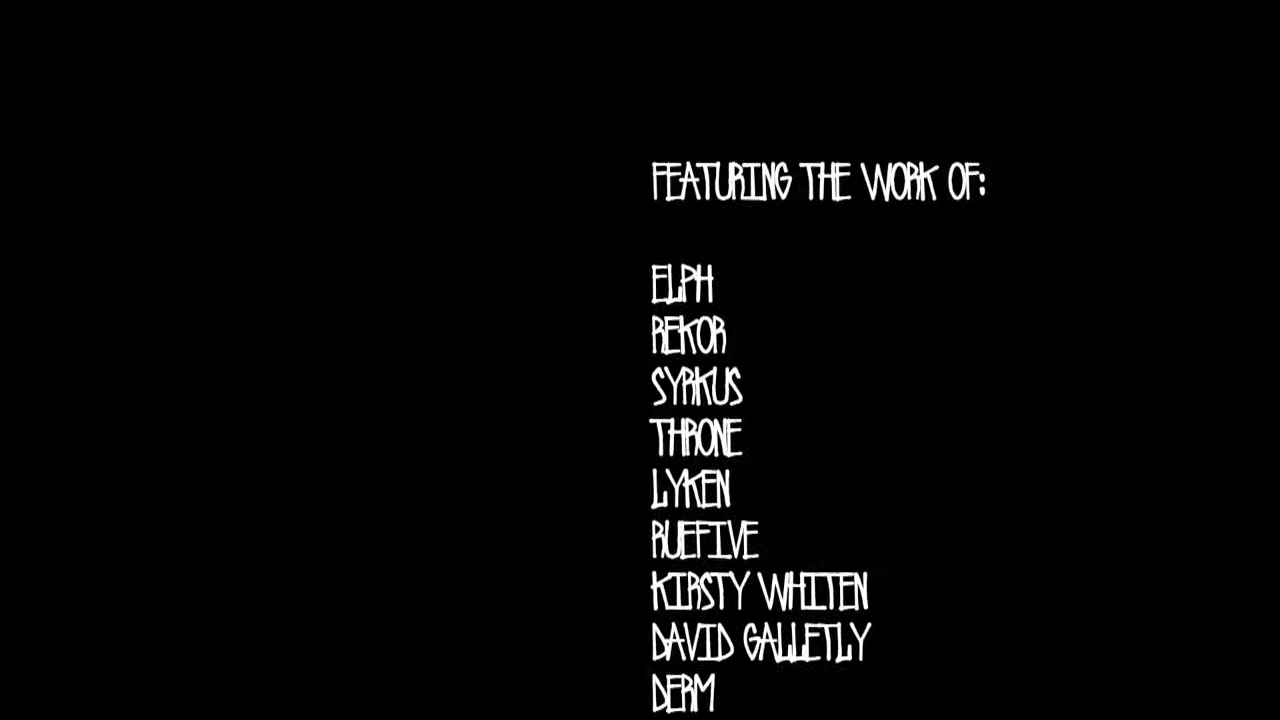 FEATURING THE WORK OF:
ELPH
REKOR
SYRKUS
THRONE
LYKEN
RUEFIVE
KIRSTY WHITEN
DAVID GALLETLY
DERM